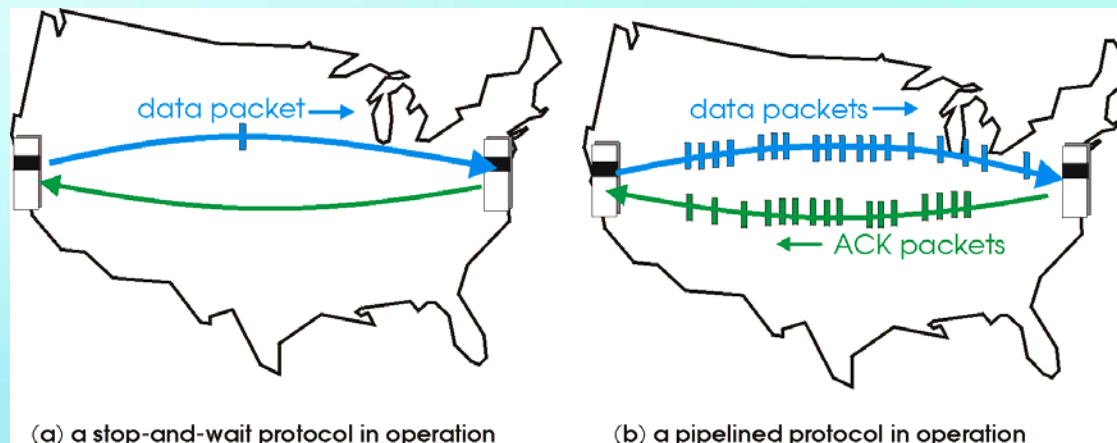 data packet
data packets
ACK packets
(a) a stop-and-wait protocol in operation
(b) a pipelined protocol in operation